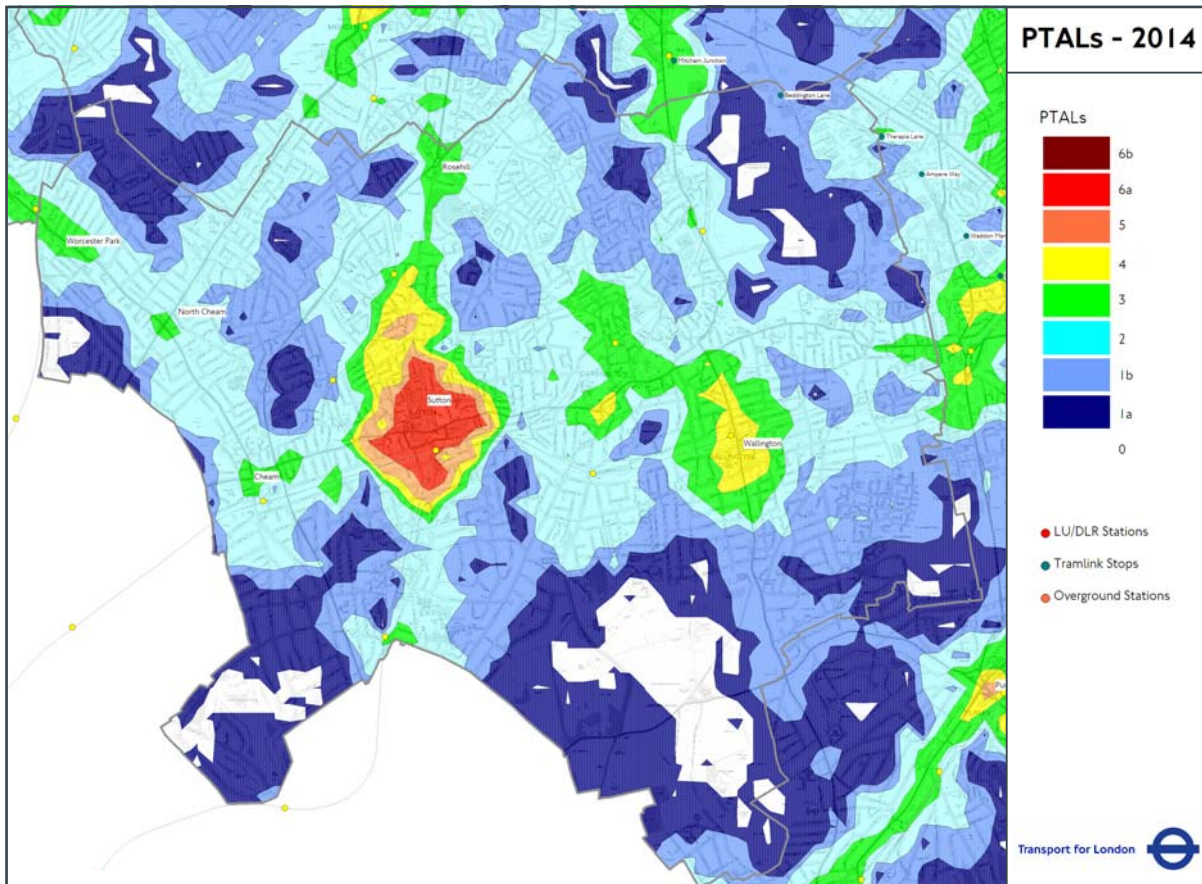 PTALs - 2014
PTALs
6b
6a
5
4
3
2
1b
1a
0
LU/DLR Stations
Tramlink Stops
Overground Stations
Transport for London
Mitcham Junction
Beddington Lane
Therapia Lane
Rosehill
Ampere Way
Worcester Park
North Cheam
Sutton
Wallington
Cheam